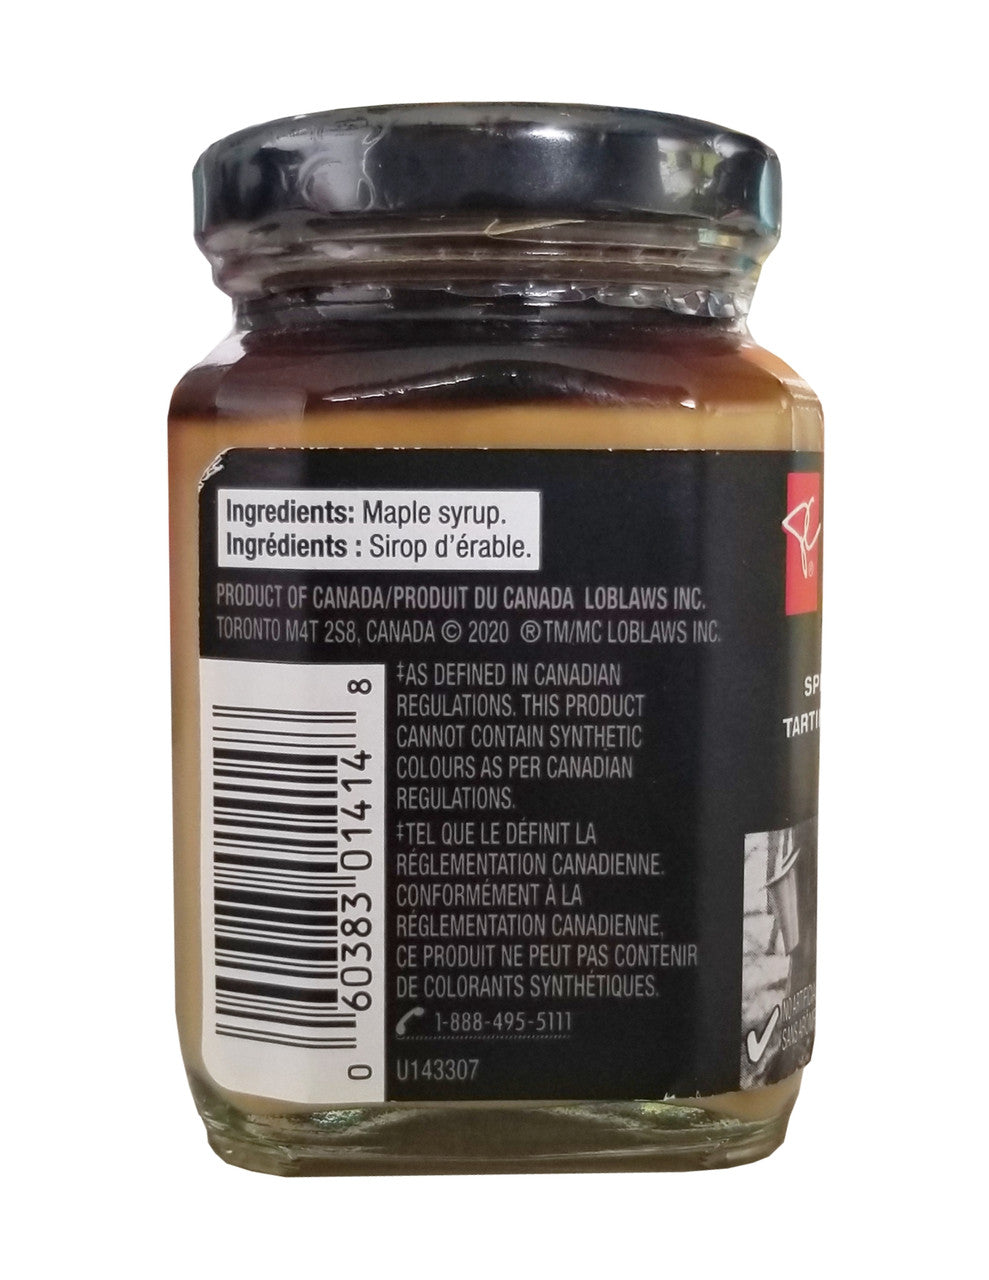 Ingredients: Maple syrup.
Ingrédients : Sirop d'érable.
PRODUCT OF CANADA/PRODUIT DU CANADA LOBLAWS INC.
TORONTO M4T 2S8, CANADA © 2020 ®TM/MC LOBLAWS INC.
‡AS DEFINED IN CANADIAN
REGULATIONS. THIS PRODUCT
CANNOT CONTAIN SYNTHETIC
COLOURS AS PER CANADIAN
REGULATIONS.
‡TEL QUE LE DÉFINIT LA
RÉGLEMENTATION CANADIENNE.
CONFORMÉMENT À LA
RÉGLEMENTATION CANADIENNE,
CE PRODUIT NE PEUT PAS CONTENIR
DE COLORANTS SYNTHÉTIQUES.
1-888-495-5111
U143307
0 60383 01414 8
PC®